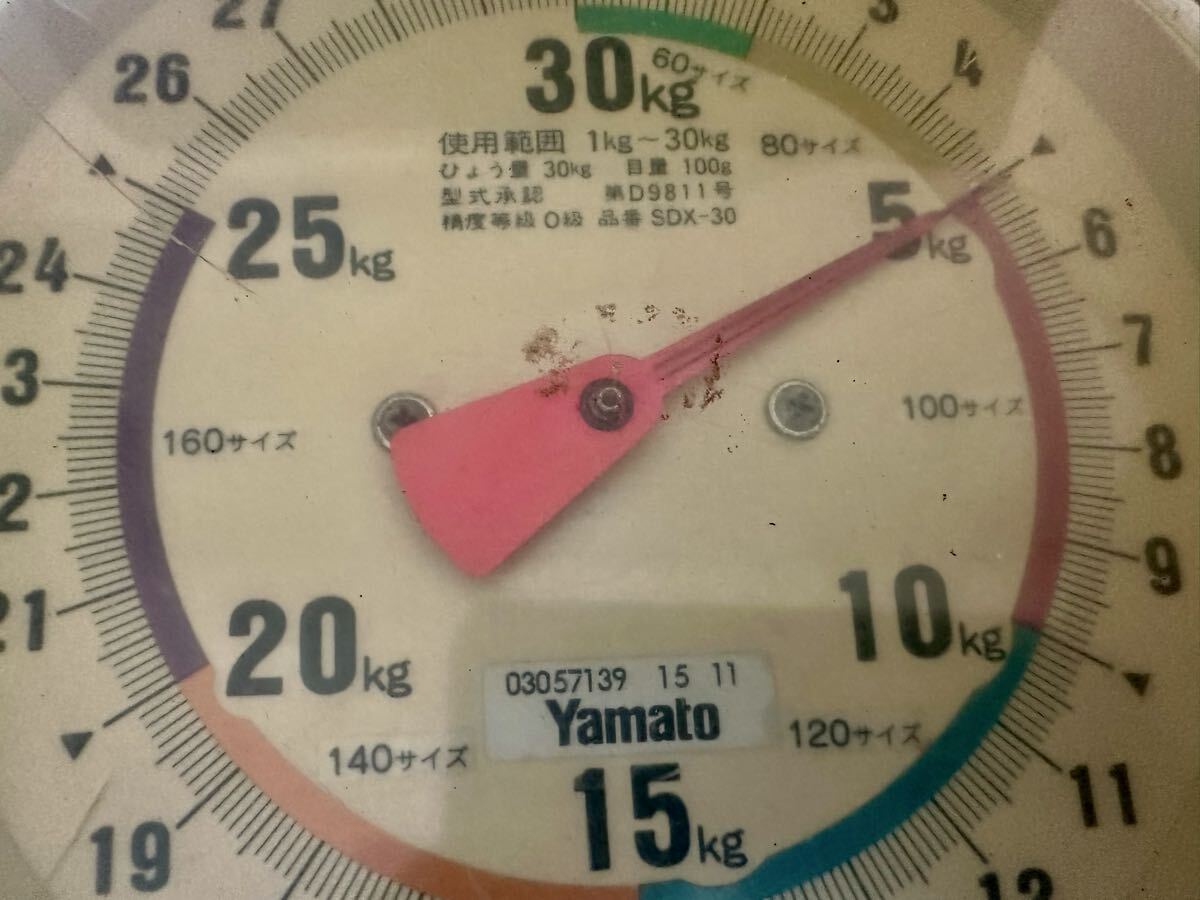 27
26
24
3
2
21
19
3
4
6
7
8
9
11
12
30kg
60サイズ
使用範囲 1kg～30kg
80サイズ
ひょう量 30kg 目量 100g
型式承認 第D9811号
精度等級O級 品番 SDX-30
25kg
5kg
100サイズ
160サイズ
20kg
10kg
03057139 15 11
Yamato
120サイズ
140サイズ
15kg